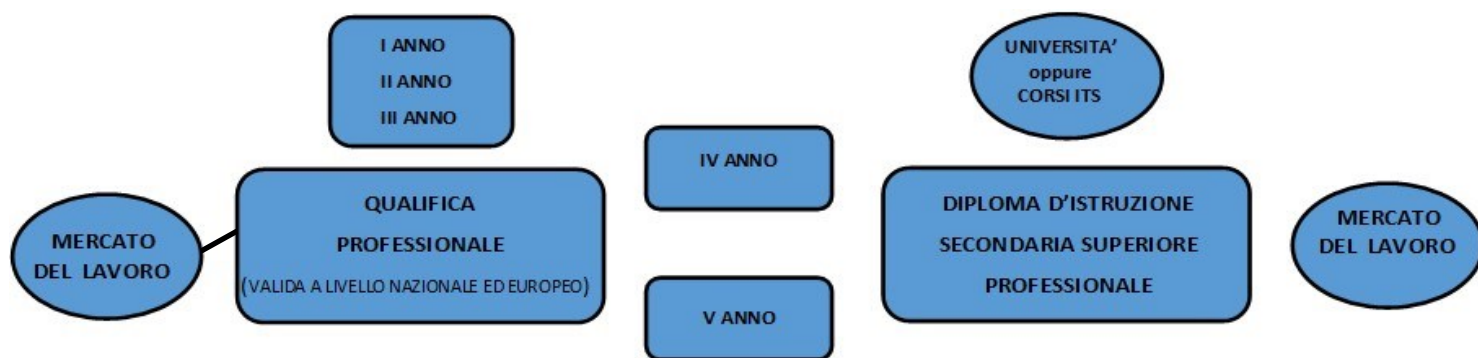 I ANNO
II ANNO
III ANNO
UNIVERSITA’
oppure
CORSI ITS
IV ANNO
MERCATO
DEL LAVORO
QUALIFICA
PROFESSIONALE
(VALIDA A LIVELLO NAZIONALE ED EUROPEO)
V ANNO
DIPLOMA D’ISTRUZIONE
SECONDARIA SUPERIORE
PROFESSIONALE
MERCATO
DEL LAVORO